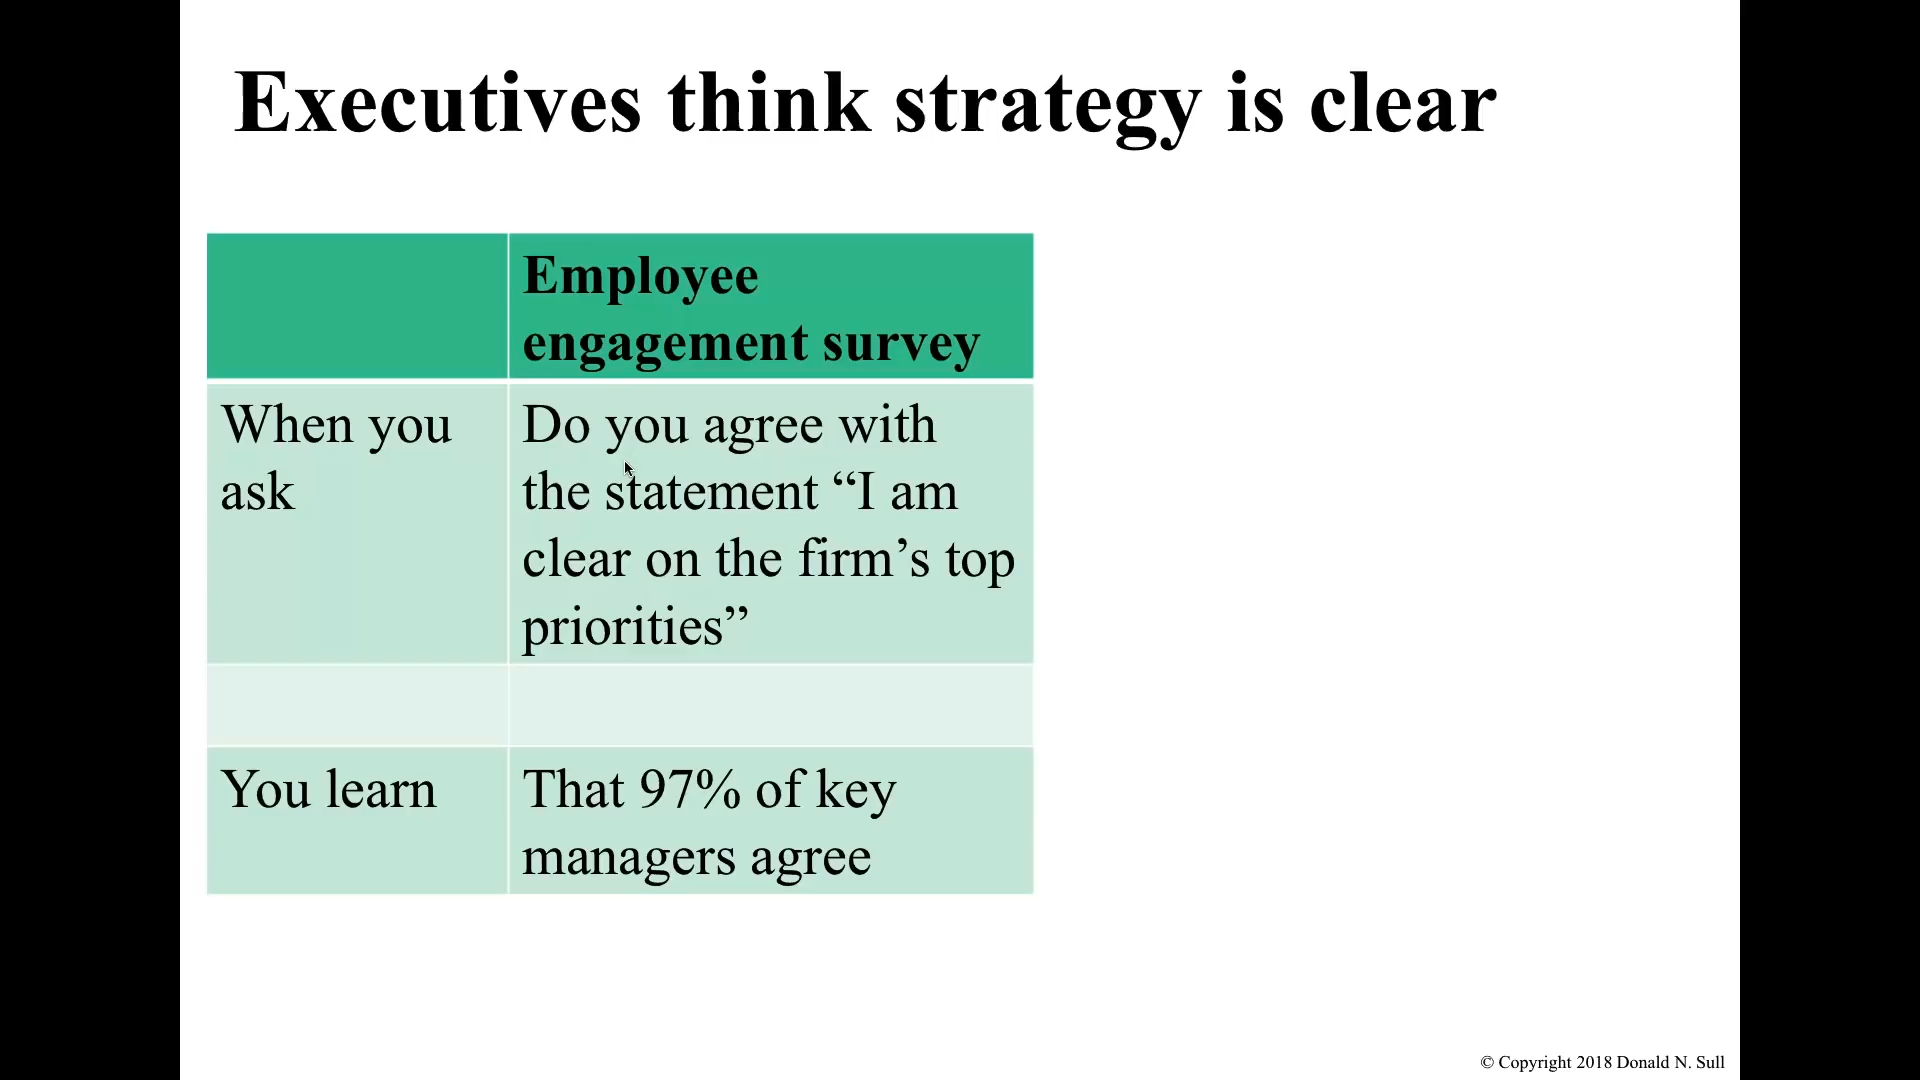 Executives think strategy is clear
Employee
engagement survey
When you
ask
Do you agree with
the statement “I am
clear on the firm’s top
priorities”
You learn
That 97% of key
managers agree
© Copyright 2018 Donald N. Sull